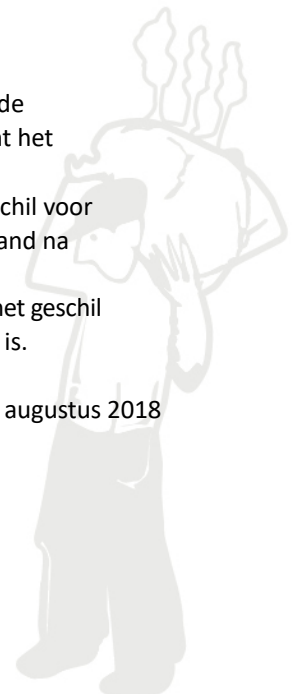 de
het
chil voor
and na
het geschil
is.
augustus 2018